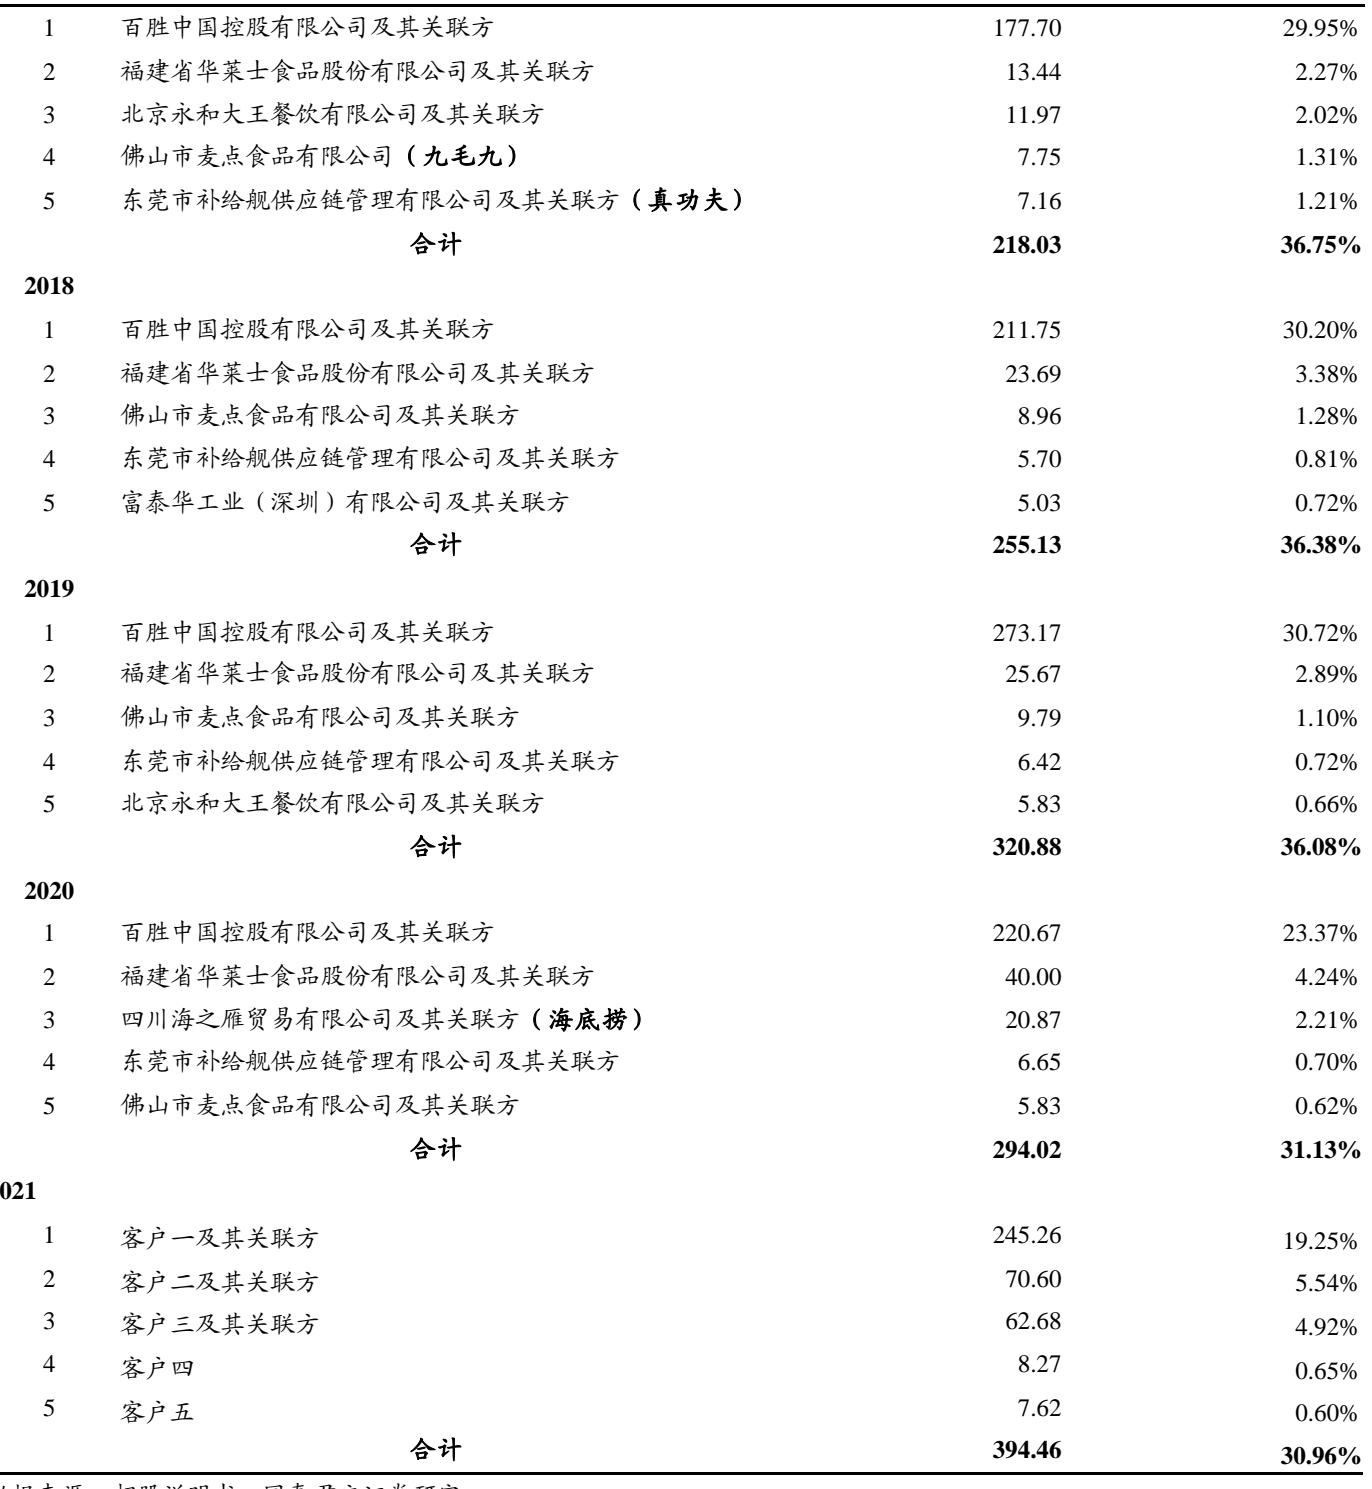 1 百胜中国控股有限公司及其关联方 177.70 29.95%
2 福建省华莱士食品股份有限公司及其关联方 13.44 2.27%
3 北京永和大王餐饮有限公司及其关联方 11.97 2.02%
4 佛山市麦点食品有限公司（九毛九） 7.75 1.31%
5 东莞市补给舰供应链管理有限公司及其关联方（真功夫） 7.16 1.21%
合计 218.03 36.75%
2018
1 百胜中国控股有限公司及其关联方 211.75 30.20%
2 福建省华莱士食品股份有限公司及其关联方 23.69 3.38%
3 佛山市麦点食品有限公司及其关联方 8.96 1.28%
4 东莞市补给舰供应链管理有限公司及其关联方 5.70 0.81%
5 富泰华工业（深圳）有限公司及其关联方 5.03 0.72%
合计 255.13 36.38%
2019
1 百胜中国控股有限公司及其关联方 273.17 30.72%
2 福建省华莱士食品股份有限公司及其关联方 25.67 2.89%
3 佛山市麦点食品有限公司及其关联方 9.79 1.10%
4 东莞市补给舰供应链管理有限公司及其关联方 6.42 0.72%
5 北京永和大王餐饮有限公司及其关联方 5.83 0.66%
合计 320.88 36.08%
2020
1 百胜中国控股有限公司及其关联方 220.67 23.37%
2 福建省华莱士食品股份有限公司及其关联方 40.00 4.24%
3 四川海之雁贸易有限公司及其关联方（海底捞） 20.87 2.21%
4 东莞市补给舰供应链管理有限公司及其关联方 6.65 0.70%
5 佛山市麦点食品有限公司及其关联方 5.83 0.62%
合计 294.02 31.13%
021
1 客户一及其关联方 245.26 19.25%
2 客户二及其关联方 70.60 5.54%
3 客户三及其关联方 62.68 4.92%
4 客户四 8.27 0.65%
5 客户五 7.62 0.60%
合计 394.46 30.96%